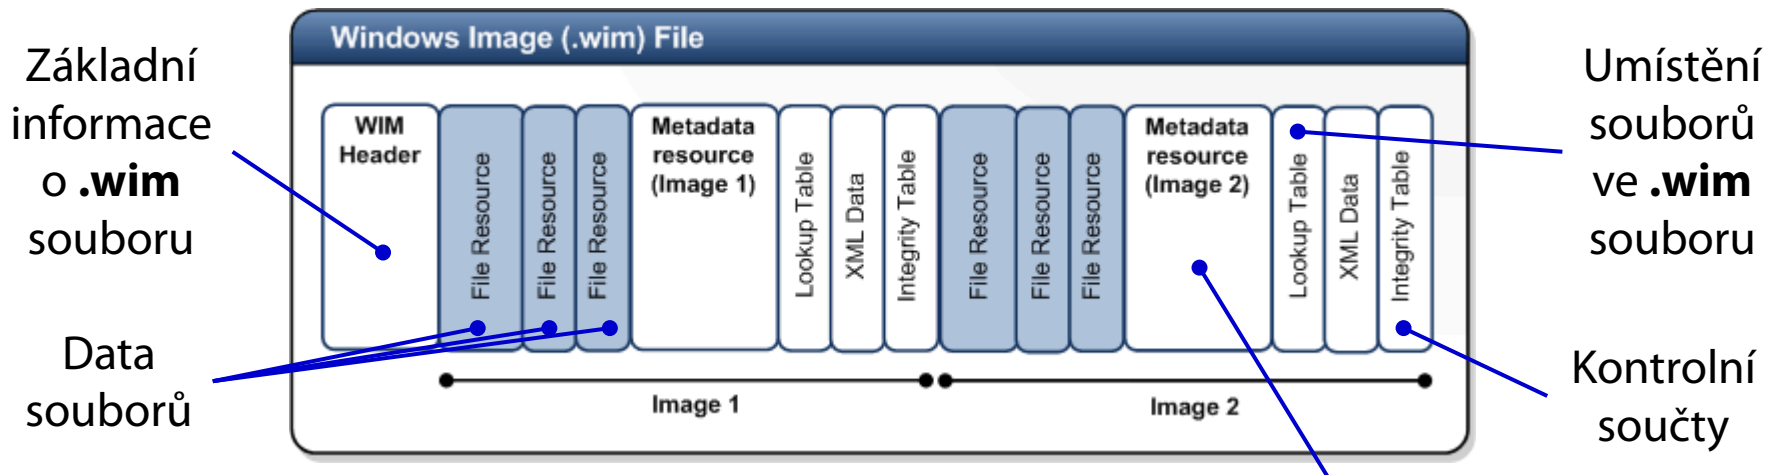 Windows Image (.wim) File
Základní
informace
o .wim
souboru
Data
souborů
WIM
Header
File Resource
File Resource
File Resource
Metadata
resource
(Image 1)
Lookup Table
XML Data
Integrity Table
File Resource
File Resource
File Resource
Metadata
resource
(Image 2)
Lookup Table
XML Data
Integrity Table
Image 1
Image 2
Umístění
souborů
ve .wim
souboru
Kontrolní
součty